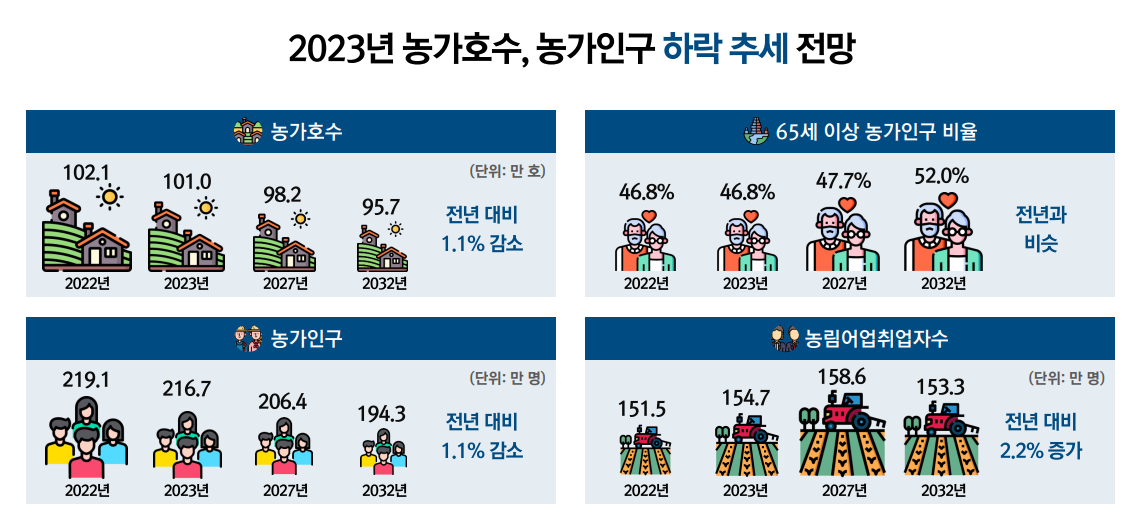 2023년 농가호수, 농가인구 하락 추세 전망
농가호수
(단위: 만 호)
102.1
101.0
98.2
95.7
전년 대비
1.1% 감소
2022년
2023년
2027년
2032년
65세 이상 농가인구 비율
46.8%
46.8%
47.7%
52.0%
전년과
비슷
2022년
2023년
2027년
2032년
농가인구
(단위: 만 명)
219.1
216.7
206.4
194.3
전년 대비
1.1% 감소
2022년
2023년
2027년
2032년
농림어업취업자수
(단위: 만 명)
151.5
154.7
158.6
153.3
전년 대비
2.2% 증가
2022년
2023년
2027년
2032년